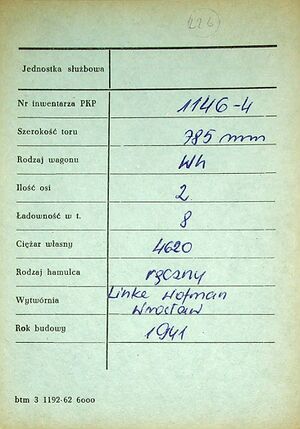 (226)
Jednostka służbowa
Nr inwentarza PKP 1146-4
Szerokość toru 785 mm
Rodzaj wagonu Wh
Ilość osi 2
Ładowność w t. 8
Ciężar własny 4620
Rodzaj hamulca ręczny
Wytwórnia Linke Hofman
Wrocław
Rok budowy 1941
btm 3 1192-62 6000